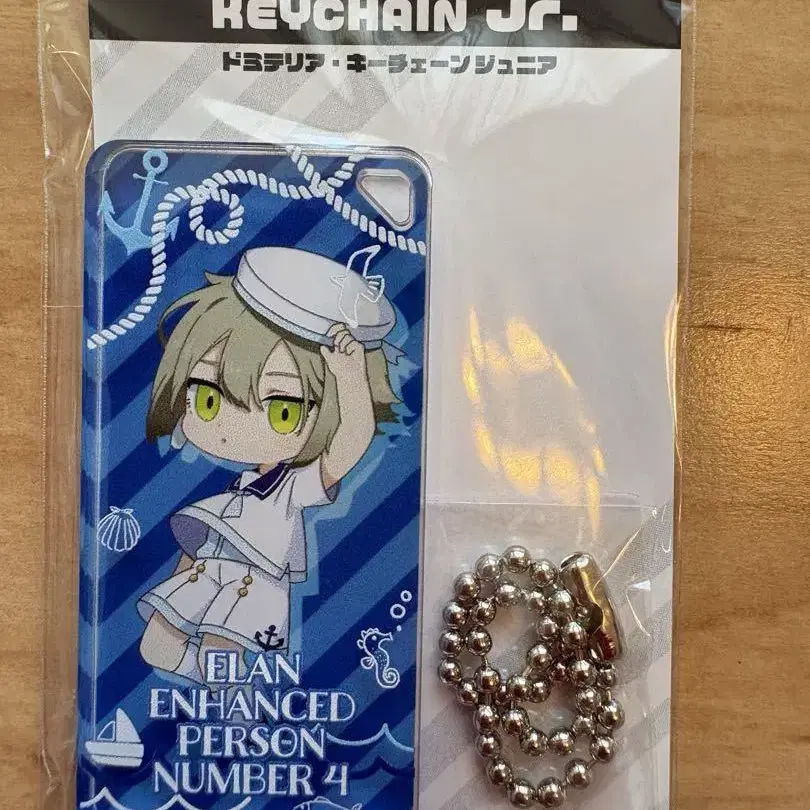 KEYCHAIN Jr.
ドミテリア・キーチェーンジュニア
ELAN
ENHANCED
PERSON
NUMBER 4